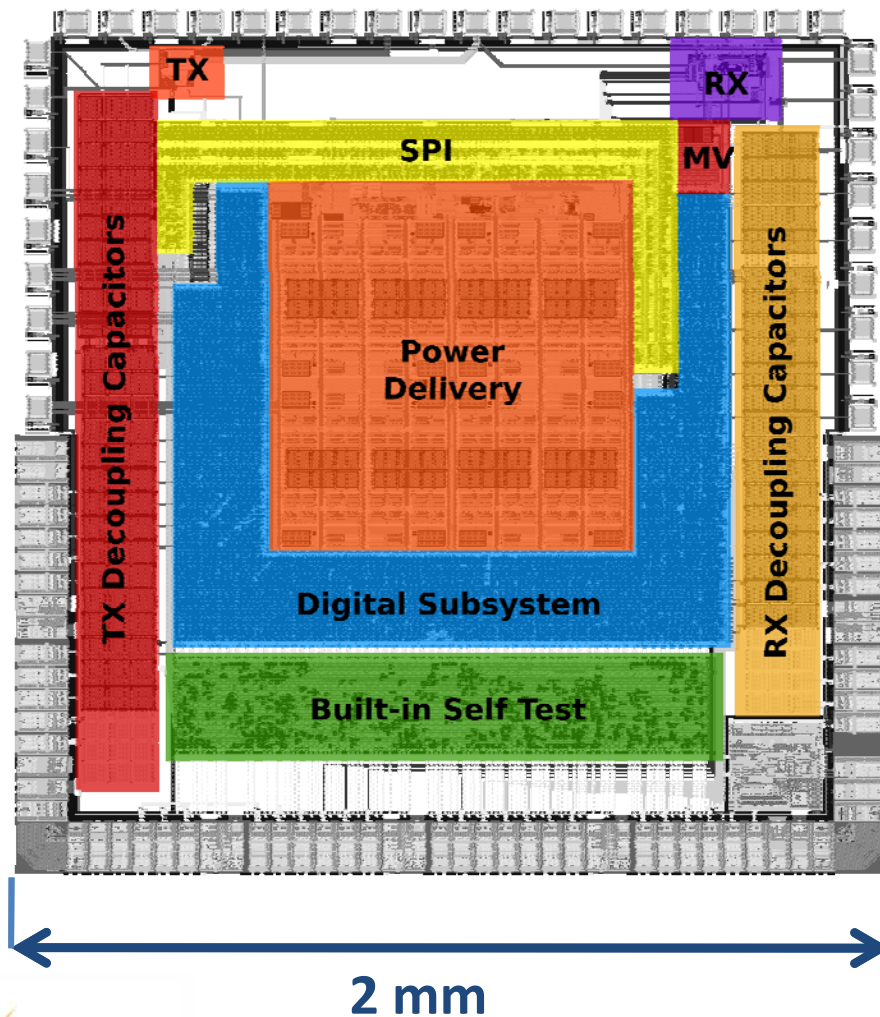 TX
RX
SPI
MV
TX Decoupling Capacitors
RX Decoupling Capacitors
Power
Delivery
Digital Subsystem
Built-in Self Test
2 mm